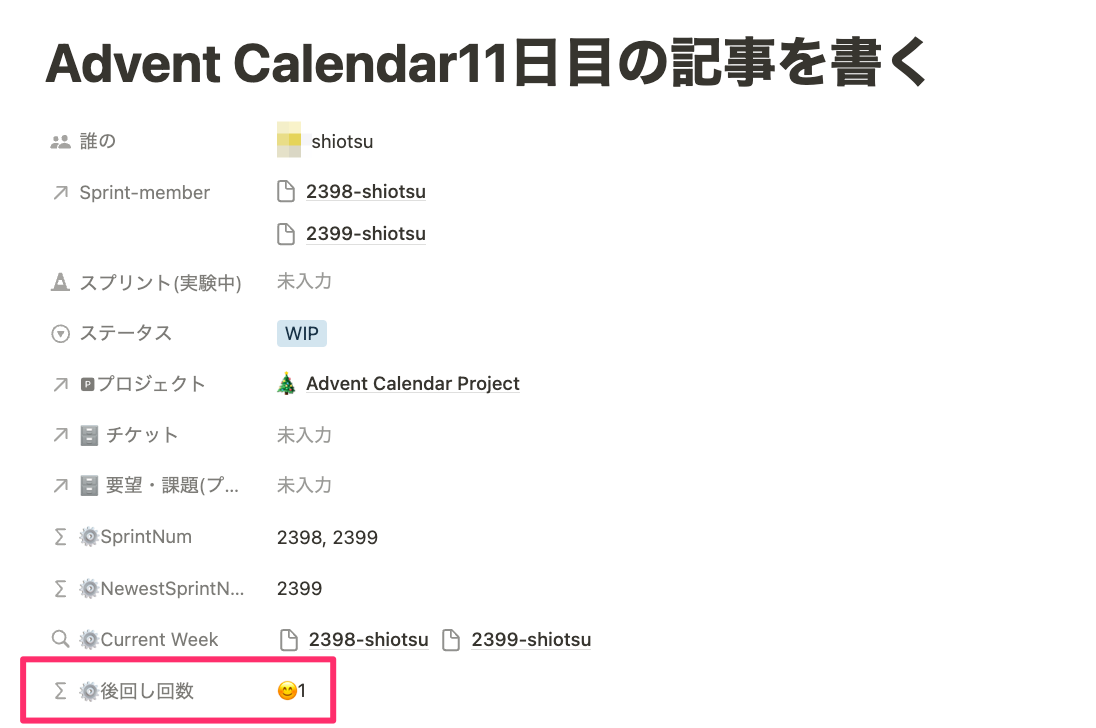 Advent Calendar11日目の記事を書く
誰の shiotsu
Sprint-member 2398-shiotsu
2399-shiotsu
スプリント(実験中) 未入力
ステータス WIP
🅿プロジェクト 🎄 Advent Calendar Project
🗄 チケット 未入力
🗄 要望・課題(プ... 未入力
⚙SprintNum 2398, 2399
⚙NewestSprintN... 2399
⚙Current Week 2398-shiotsu 2399-shiotsu
⚙後回し回数 😊1